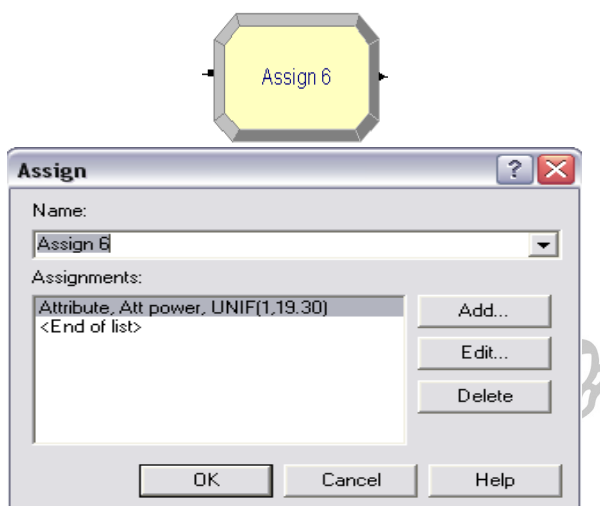 Assign 6
Assign
Name:
Assign 6
Assignments:
Attribute, Att power, UNIF(1,19.30)
<End of list>
Add...
Edit...
Delete
OK
Cancel
Help